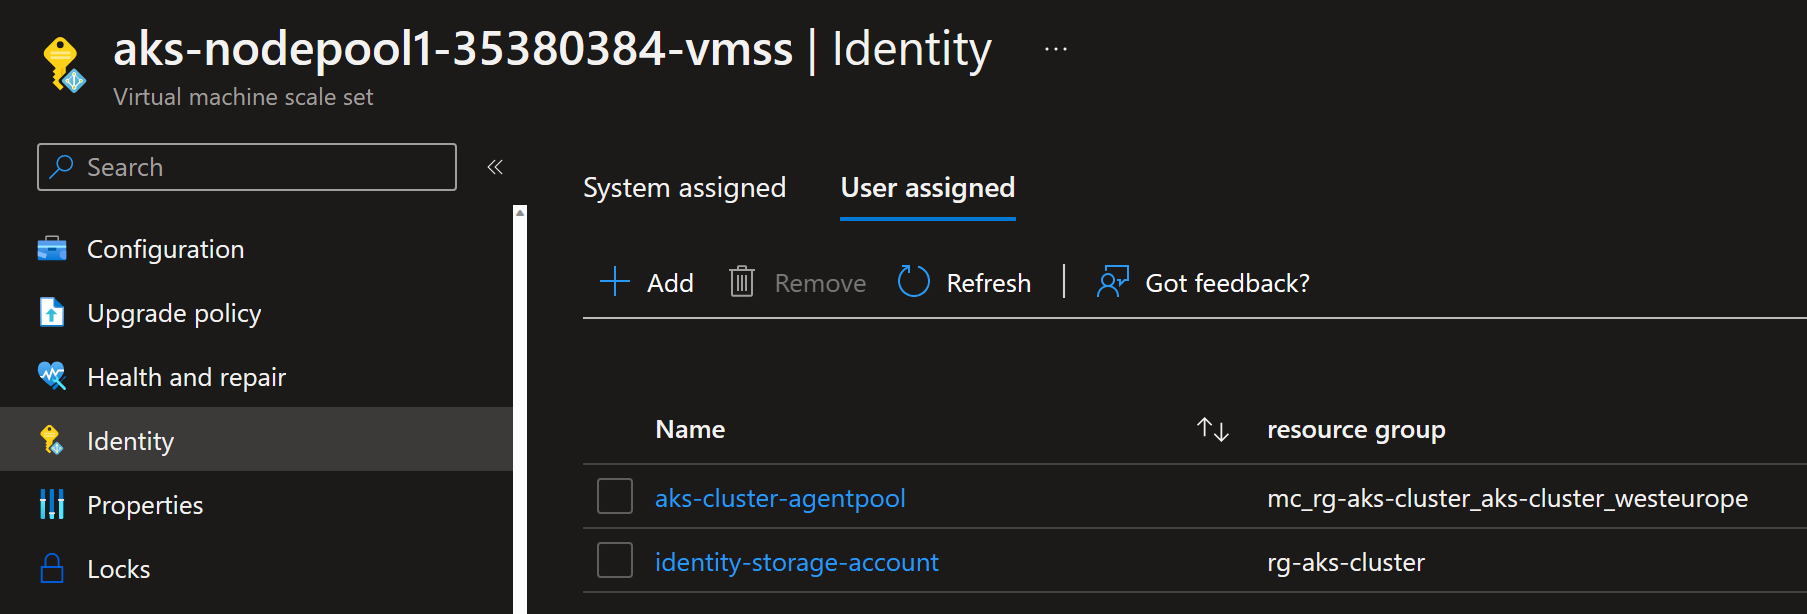 aks-nodepool1-35380384-vmss | Identity ...
Virtual machine scale set
Search
Configuration
Upgrade policy
Health and repair
Identity
Properties
Locks
System assigned User assigned
Add Remove Refresh | Got feedback?
Name resource group
aks-cluster-agentpool mc_rg-aks-cluster_aks-cluster_westeurope
identity-storage-account rg-aks-cluster